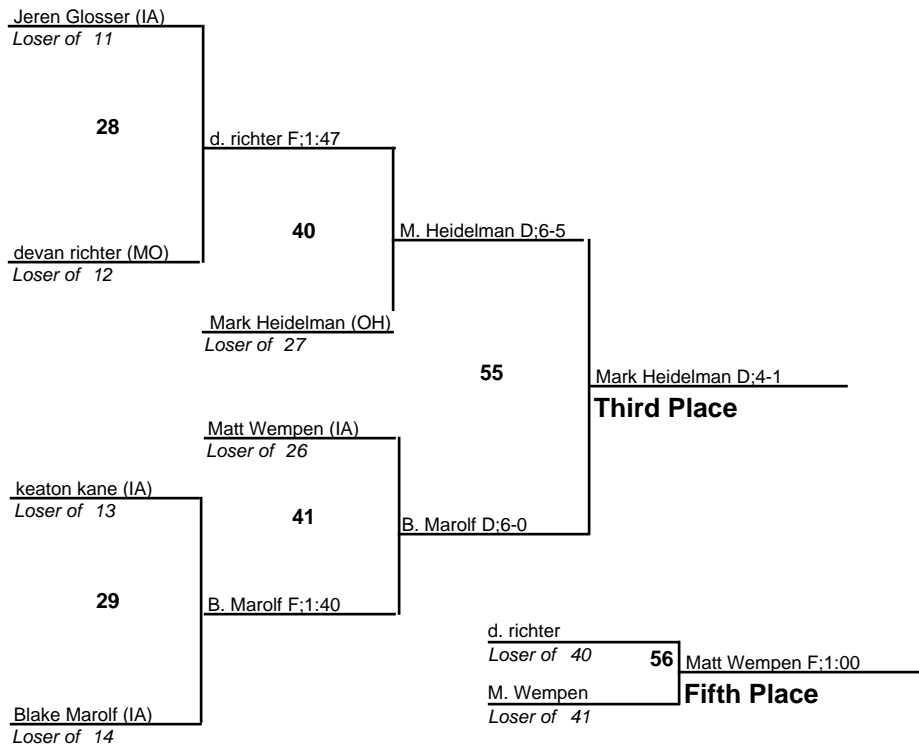 Jeren Glosser (IA)
Loser of 11
28
d. richter F;1:47
devan richter (MO)
Loser of 12
40
M. Heidelman D;6-5
Mark Heidelman (OH)
Loser of 27
55
Mark Heidelman D;4-1
Third Place
Matt Wempen (IA)
Loser of 26
keaton kane (IA)
Loser of 13
41
B. Marolf D;6-0
29
B. Marolf F;1:40
Blake Marolf (IA)
Loser of 14
d. richter
Loser of 40
56
Matt Wempen F;1:00
Fifth Place
M. Wempen
Loser of 41